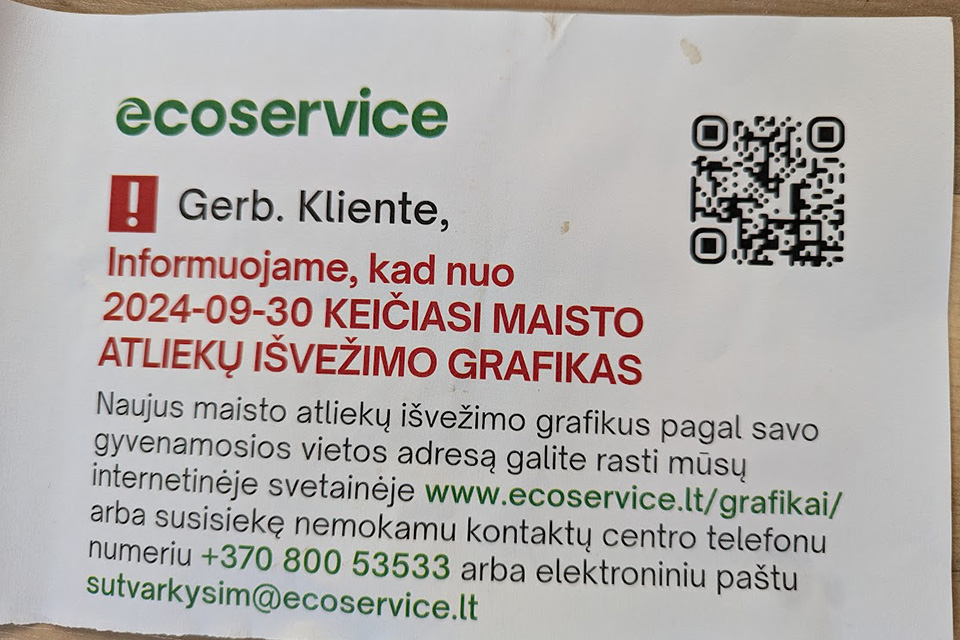 ecoservice
! Gerb. Kliente,
Informuojame, kad nuo
2024-09-30 KEIČIASI MAISTO
ATLIEKŲ IŠVEŽIMO GRAFIKAS
Naujus maisto atliekų išvežimo grafikus pagal savo
gyvenamosios vietos adresą galite rasti mūsų
internetinėje svetainėje www.ecoservice.lt/grafikai/
arba susisiekę nemokamu kontaktų centro telefonu
numeriu +370 800 53533 arba elektroniniu paštu
sutvarkysim@ecoservice.lt